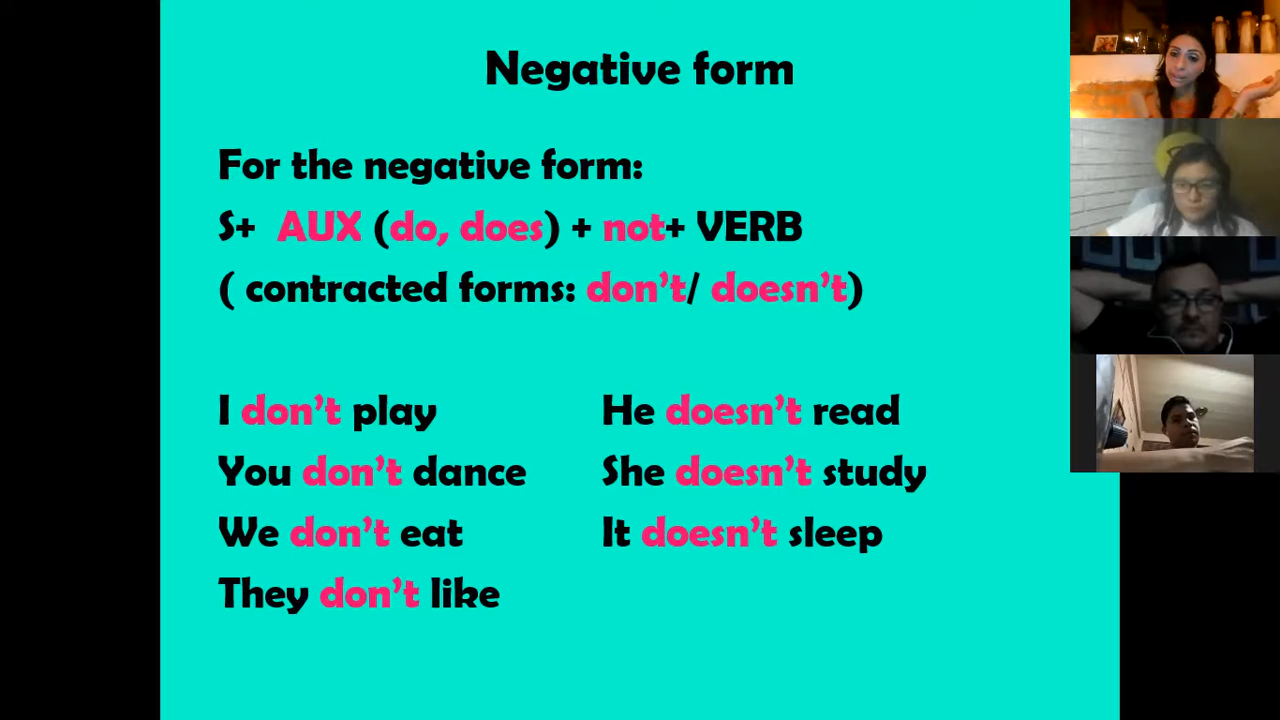 Negative form
For the negative form:
S+ AUX (do, does) + not+ VERB
( contracted forms: don't/ doesn't)
I don't play He doesn't read
You don't dance She doesn't study
We don't eat It doesn't sleep
They don't like